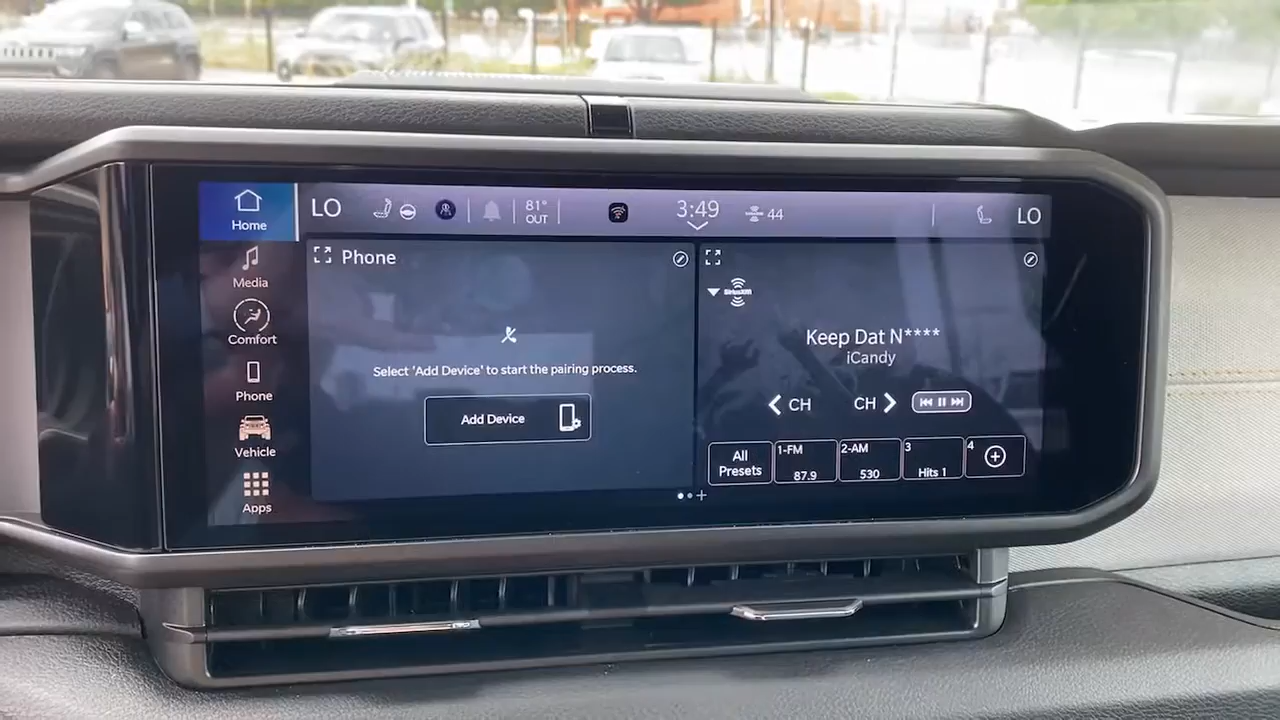 Home
LO
81°
OUT
3:49
44
LO
Media
Comfort
Phone
Vehicle
Apps
Phone
Select 'Add Device' to start the pairing process.
Add Device
SiriusXM
Keep Dat N****
iCandy
CH
CH
All
Presets
1-FM
87.9
2-AM
530
3
Hits 1
4